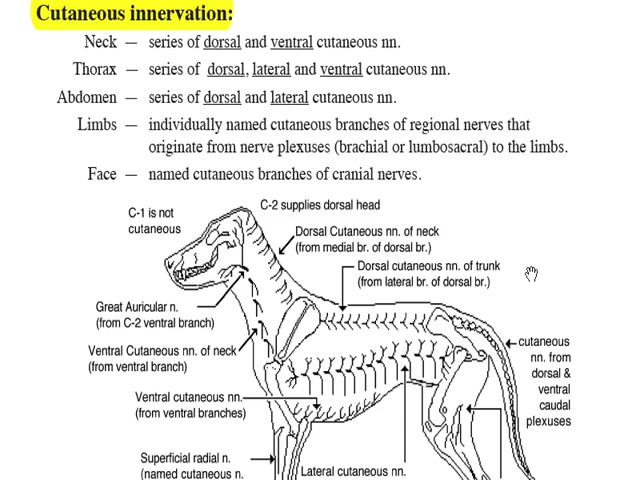 Cutaneous innervation:
Neck — series of dorsal and ventral cutaneous nn.
Thorax — series of dorsal, lateral and ventral cutaneous nn.
Abdomen — series of dorsal and lateral cutaneous nn.
Limbs — individually named cutaneous branches of regional nerves that
originate from nerve plexuses (brachial or lumbosacral) to the limbs.
Face — named cutaneous branches of cranial nerves.
C-1 is not
cutaneous
C-2 supplies dorsal head
Dorsal Cutaneous nn. of neck
(from medial br. of dorsal br.)
Dorsal cutaneous nn. of trunk
(from lateral br. of dorsal br.)
Great Auricular n.
(from C-2 ventral branch)
Ventral Cutaneous nn. of neck
(from ventral branch)
cutaneous
nn. from
dorsal &
ventral
caudal
plexuses
Ventral cutaneous nn.
(from ventral branches)
Superficial radial n.
(named cutaneous n.
Lateral cutaneous nn.